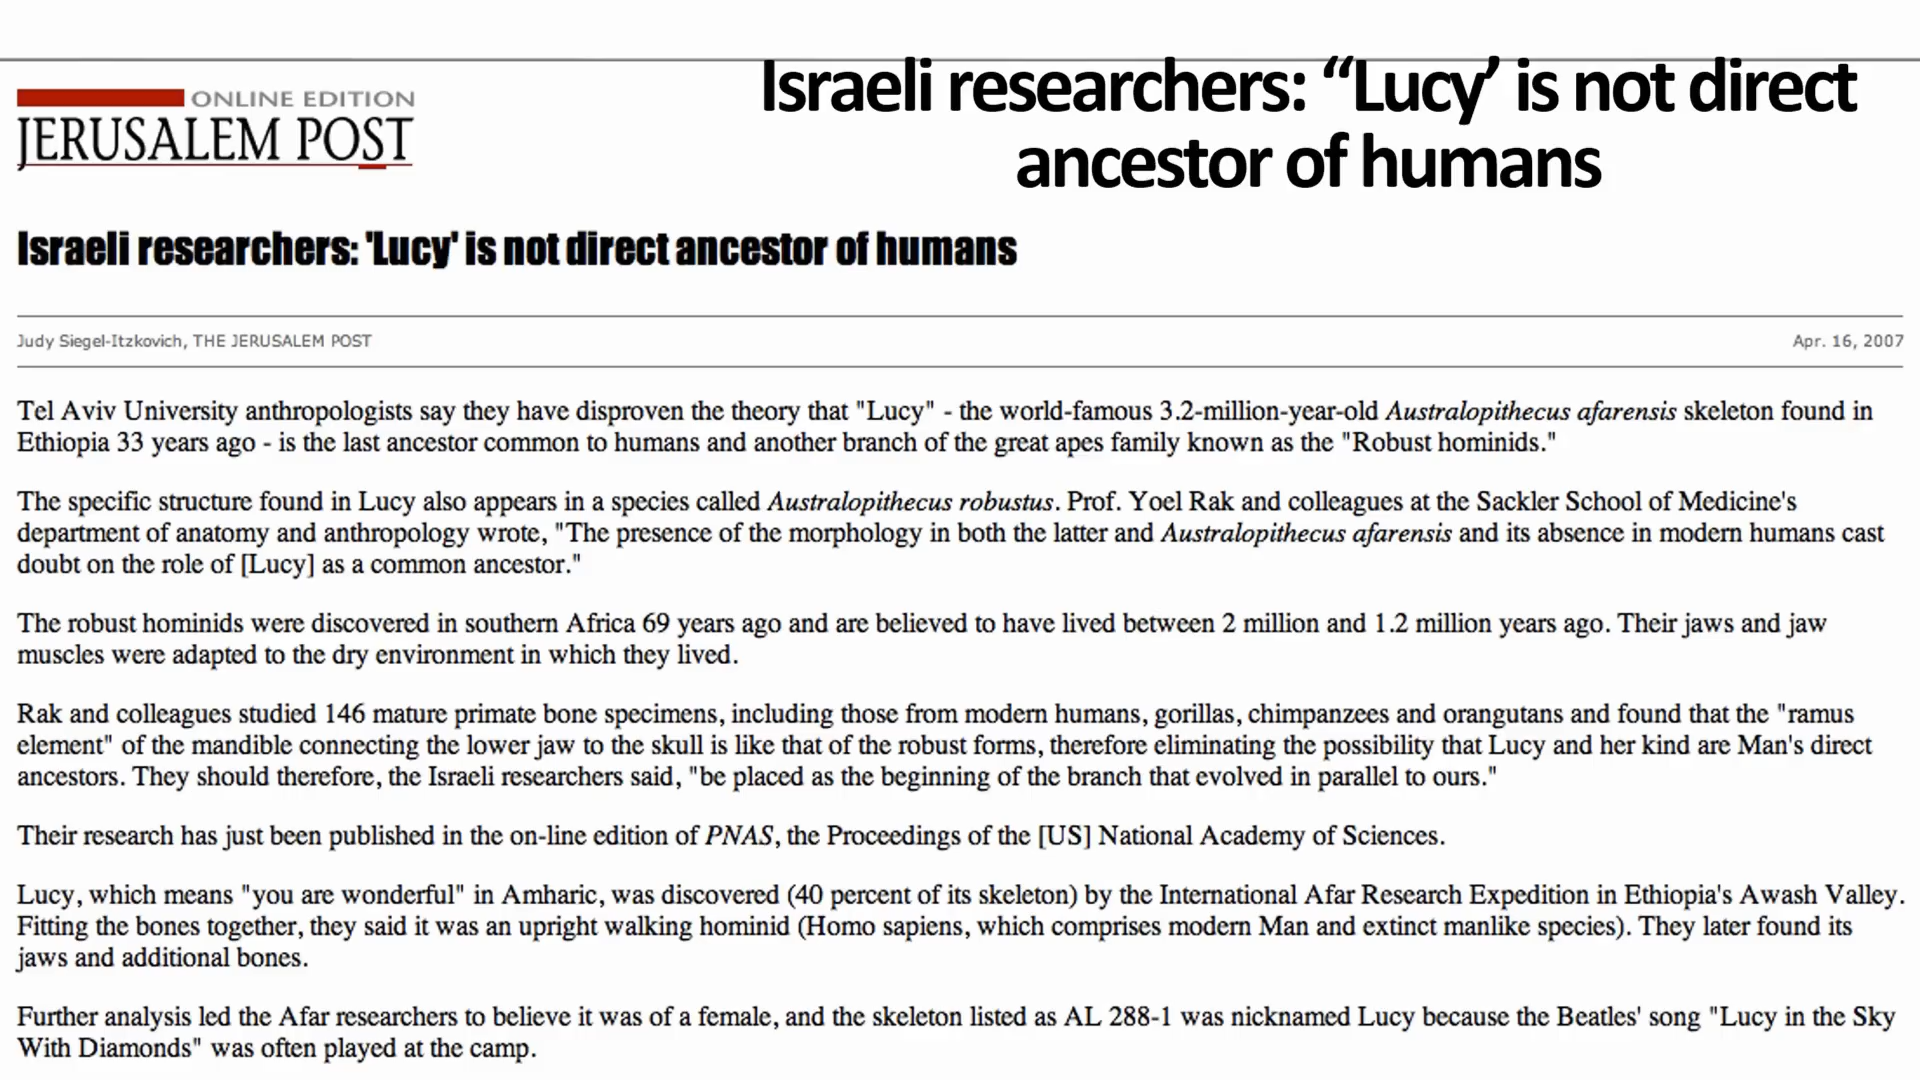 Israeli researchers: “Lucy’ is not direct
ancestor of humans
ONLINE EDITION
JERUSALEM POST
Israeli researchers: 'Lucy' is not direct ancestor of humans
Judy Siegel-Itzkovich, THE JERUSALEM POST
Apr. 16, 2007
Tel Aviv University anthropologists say they have disproven the theory that "Lucy" - the world-famous 3.2-million-year-old Australopithecus afarensis skeleton found in
Ethiopia 33 years ago - is the last ancestor common to humans and another branch of the great apes family known as the "Robust hominids."
The specific structure found in Lucy also appears in a species called Australopithecus robustus. Prof. Yoel Rak and colleagues at the Sackler School of Medicine's
department of anatomy and anthropology wrote, "The presence of the morphology in both the latter and Australopithecus afarensis and its absence in modern humans cast
doubt on the role of [Lucy] as a common ancestor."
The robust hominids were discovered in southern Africa 69 years ago and are believed to have lived between 2 million and 1.2 million years ago. Their jaws and jaw
muscles were adapted to the dry environment in which they lived.
Rak and colleagues studied 146 mature primate bone specimens, including those from modern humans, gorillas, chimpanzees and orangutans and found that the "ramus
element" of the mandible connecting the lower jaw to the skull is like that of the robust forms, therefore eliminating the possibility that Lucy and her kind are Man's direct
ancestors. They should therefore, the Israeli researchers said, "be placed as the beginning of the branch that evolved in parallel to ours."
Their research has just been published in the on-line edition of PNAS, the Proceedings of the [US] National Academy of Sciences.
Lucy, which means "you are wonderful" in Amharic, was discovered (40 percent of its skeleton) by the International Afar Research Expedition in Ethiopia's Awash Valley.
Fitting the bones together, they said it was an upright walking hominid (Homo sapiens, which comprises modern Man and extinct manlike species). They later found its
jaws and additional bones.
Further analysis led the Afar researchers to believe it was of a female, and the skeleton listed as AL 288-1 was nicknamed Lucy because the Beatles' song "Lucy in the Sky
With Diamonds" was often played at the camp.